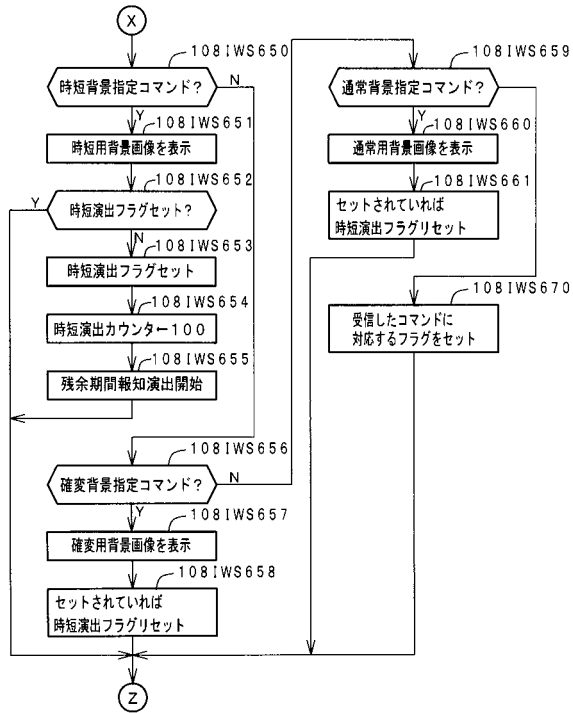 X
108IWS650
時短背景指定コマンド?
N
Y
108IWS651
時短用背景画像を表示
108IWS652
Y
時短演出フラグセット?
N
108IWS653
時短演出フラグセット
108IWS654
時短演出カウンター100
108IWS655
残余期間報知演出開始
108IWS656
確変背景指定コマンド?
N
Y
108IWS657
確変用背景画像を表示
108IWS658
セットされていれば
時短演出フラグリセット
Z
108IWS659
通常背景指定コマンド?
Y
108IWS660
通常用背景画像を表示
108IWS661
セットされていれば
時短演出フラグリセット
108IWS670
受信したコマンドに
対応するフラグをセット